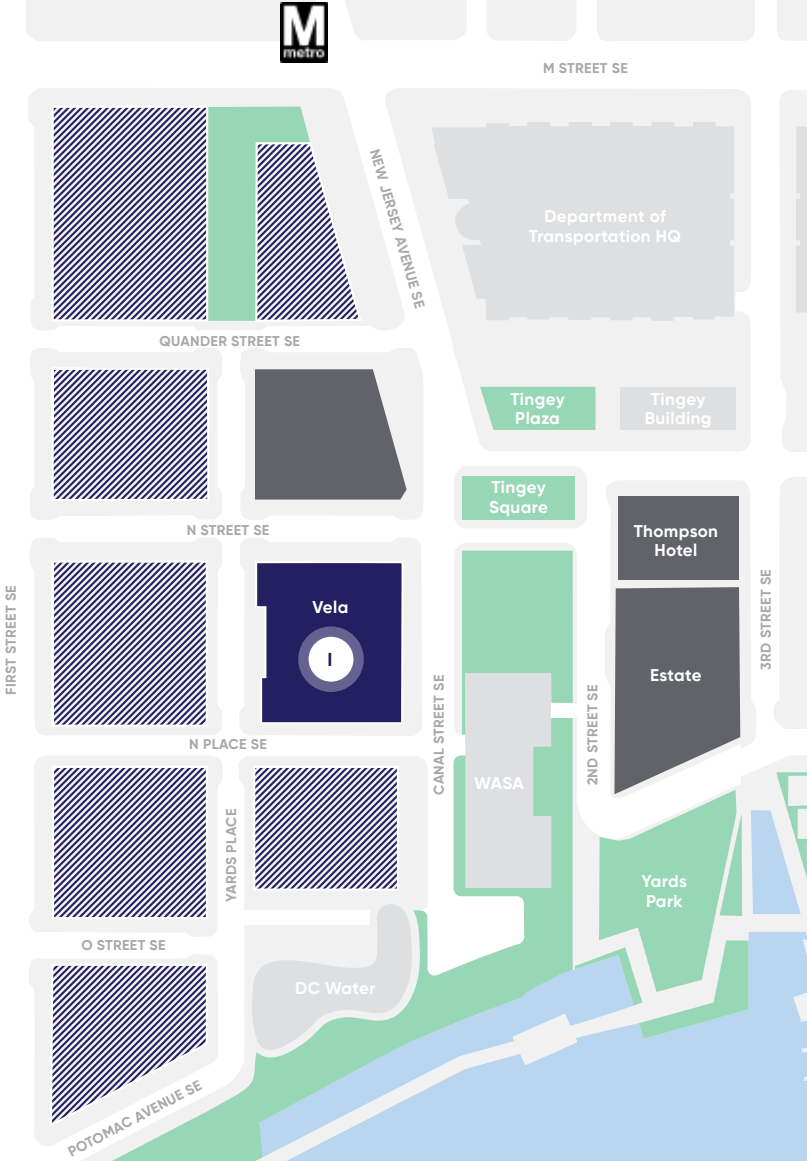 M
metro
M STREET SE
NEW JERSEY AVENUE SE
Department of
Transportation HQ
QUANDER STREET SE
Tingey
Plaza
Tingey
Building
Tingey
Square
N STREET SE
Thompson
Hotel
FIRST STREET SE
Vela
I
3RD STREET SE
Estate
CANAL STREET SE
2ND STREET SE
N PLACE SE
WASA
YARDS PLACE
Yards
Park
O STREET SE
DC Water
POTOMAC AVENUE SE